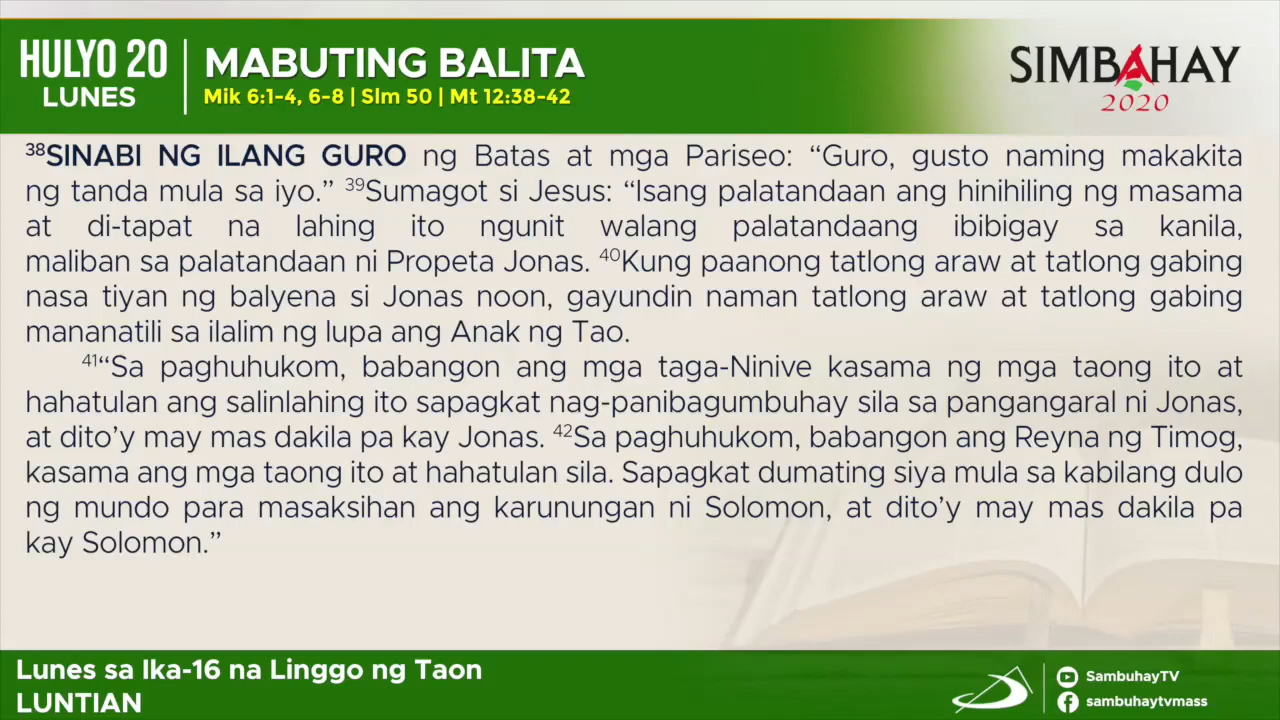 HULYO 20
LUNES
MABUTING BALITA
Mik 6:1-4, 6-8 | Slm 50 | Mt 12:38-42
SIMBAHAY
2020
³⁸SINABI NG ILANG GURO ng Batas at mga Pariseo: “Guro, gusto naming makakita
ng tanda mula sa iyo.” ³⁹Sumagot si Jesus: “Isang palatandaan ang hinihiling ng masama
at di-tapat na lahing ito ngunit walang palatandaang ibibigay sa kanila,
maliban sa palatandaan ni Propeta Jonas. ⁴⁰Kung paanong tatlong araw at tatlong gabing
nasa tiyan ng balyena si Jonas noon, gayundin naman tatlong araw at tatlong gabing
mananatili sa ilalim ng lupa ang Anak ng Tao.
⁴¹“Sa paghuhukom, babangon ang mga taga-Ninive kasama ng mga taong ito at
hahatulan ang salinlahing ito sapagkat nag-panibagumbuhay sila sa pangangaral ni Jonas,
at dito’y may mas dakila pa kay Jonas. ⁴²Sa paghuhukom, babangon ang Reyna ng Timog,
kasama ang mga taong ito at hahatulan sila. Sapagkat dumating siya mula sa kabilang dulo
ng mundo para masaksihan ang karunungan ni Solomon, at dito’y may mas dakila pa
kay Solomon.”
Lunes sa Ika-16 na Linggo ng Taon
LUNTIAN
SambuhayTV
sambuhaytvmass